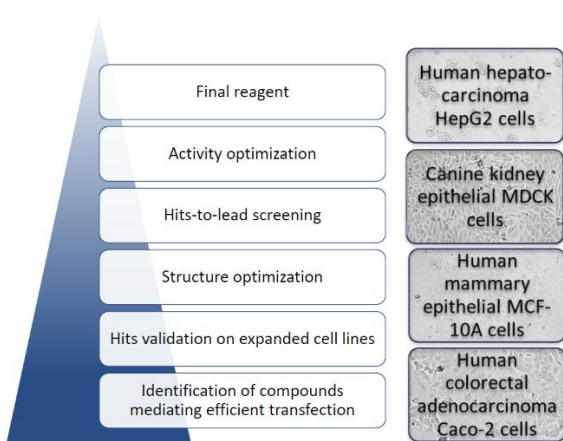 Final reagent
Activity optimization
Hits-to-lead screening
Structure optimization
Hits validation on expanded cell lines
Identification of compounds
mediating efficient transfection
Human hepato-
carcinoma
HepG2 cells
Canine kidney
epithelial MDCK
cells
Human
mammary
epithelial MCF-
10A cells
Human
colorectal
adenocarcinoma
Caco-2 cells